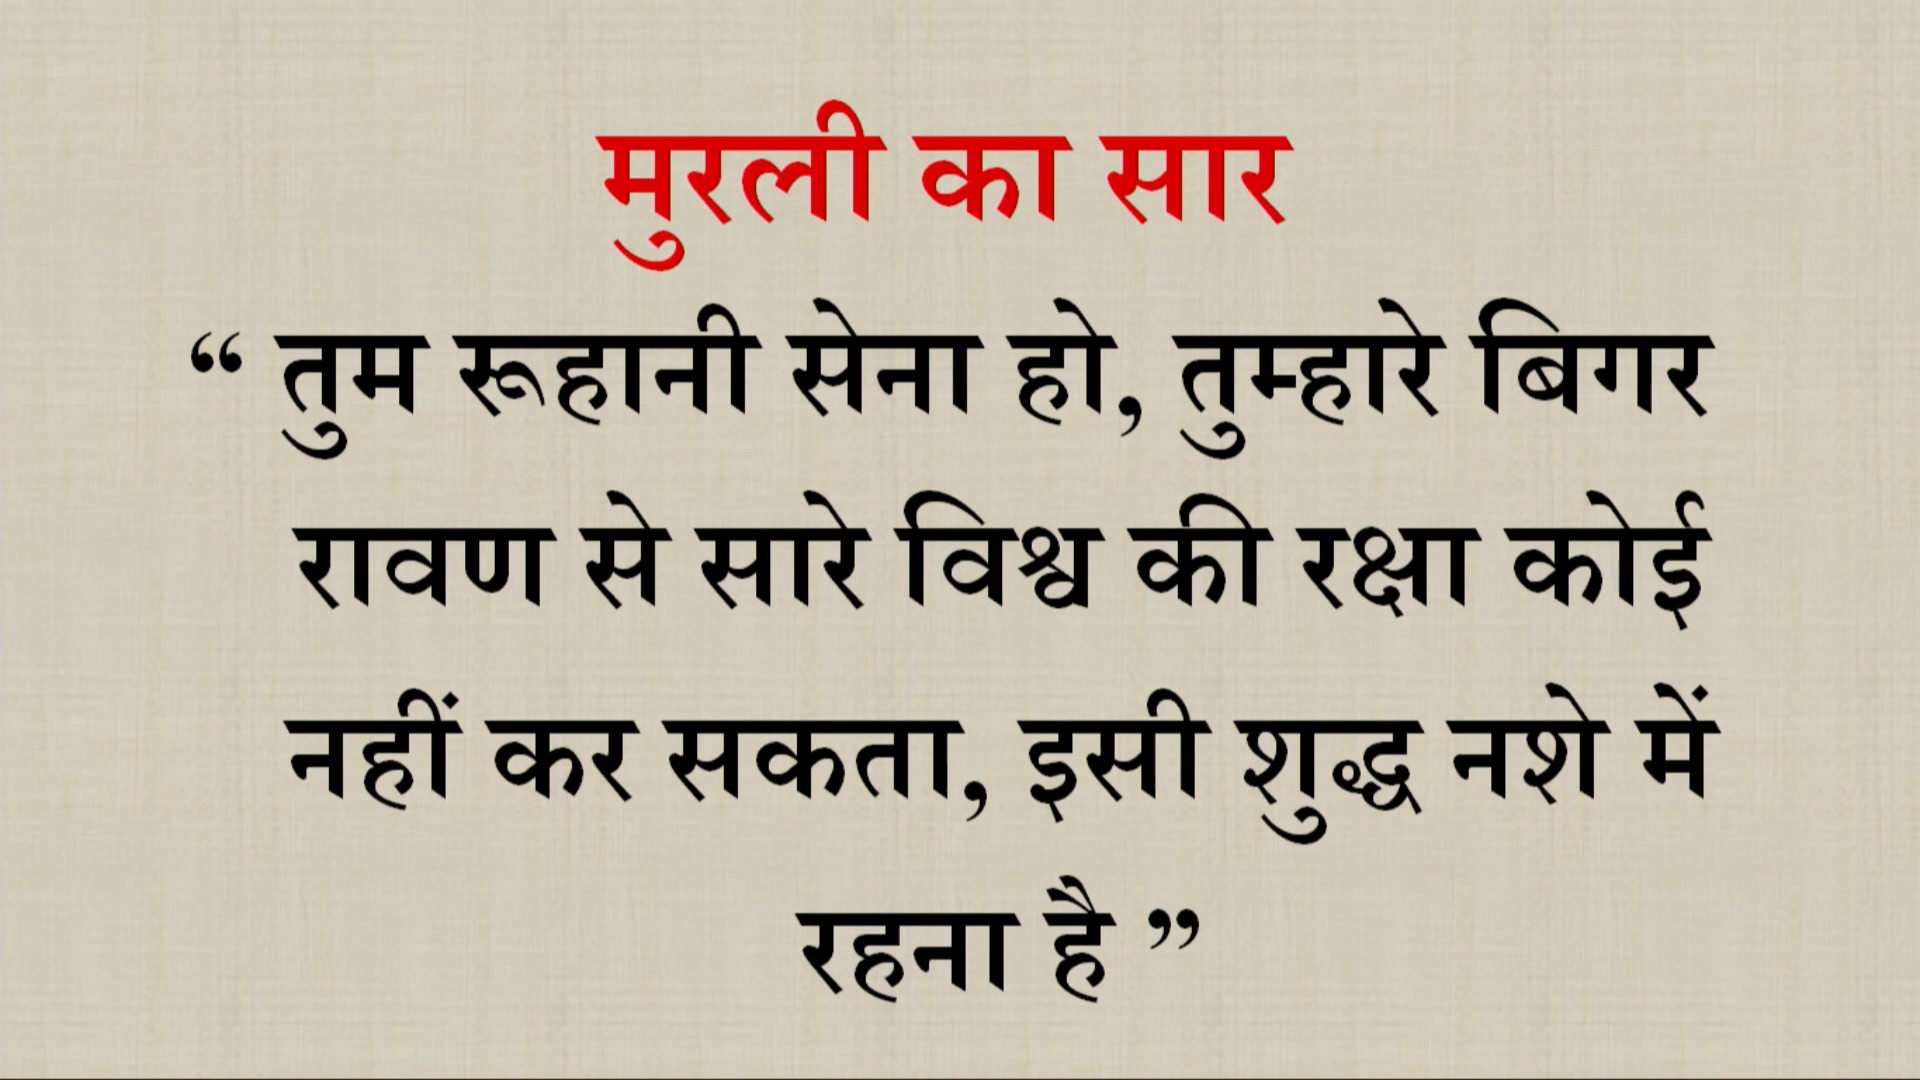 मुरली का सार
“ तुम रूहानी सेना हो, तुम्हारे बिगर
रावण से सारे विश्व की रक्षा कोई
नहीं कर सकता, इसी शुद्ध नशे में
रहना है ”